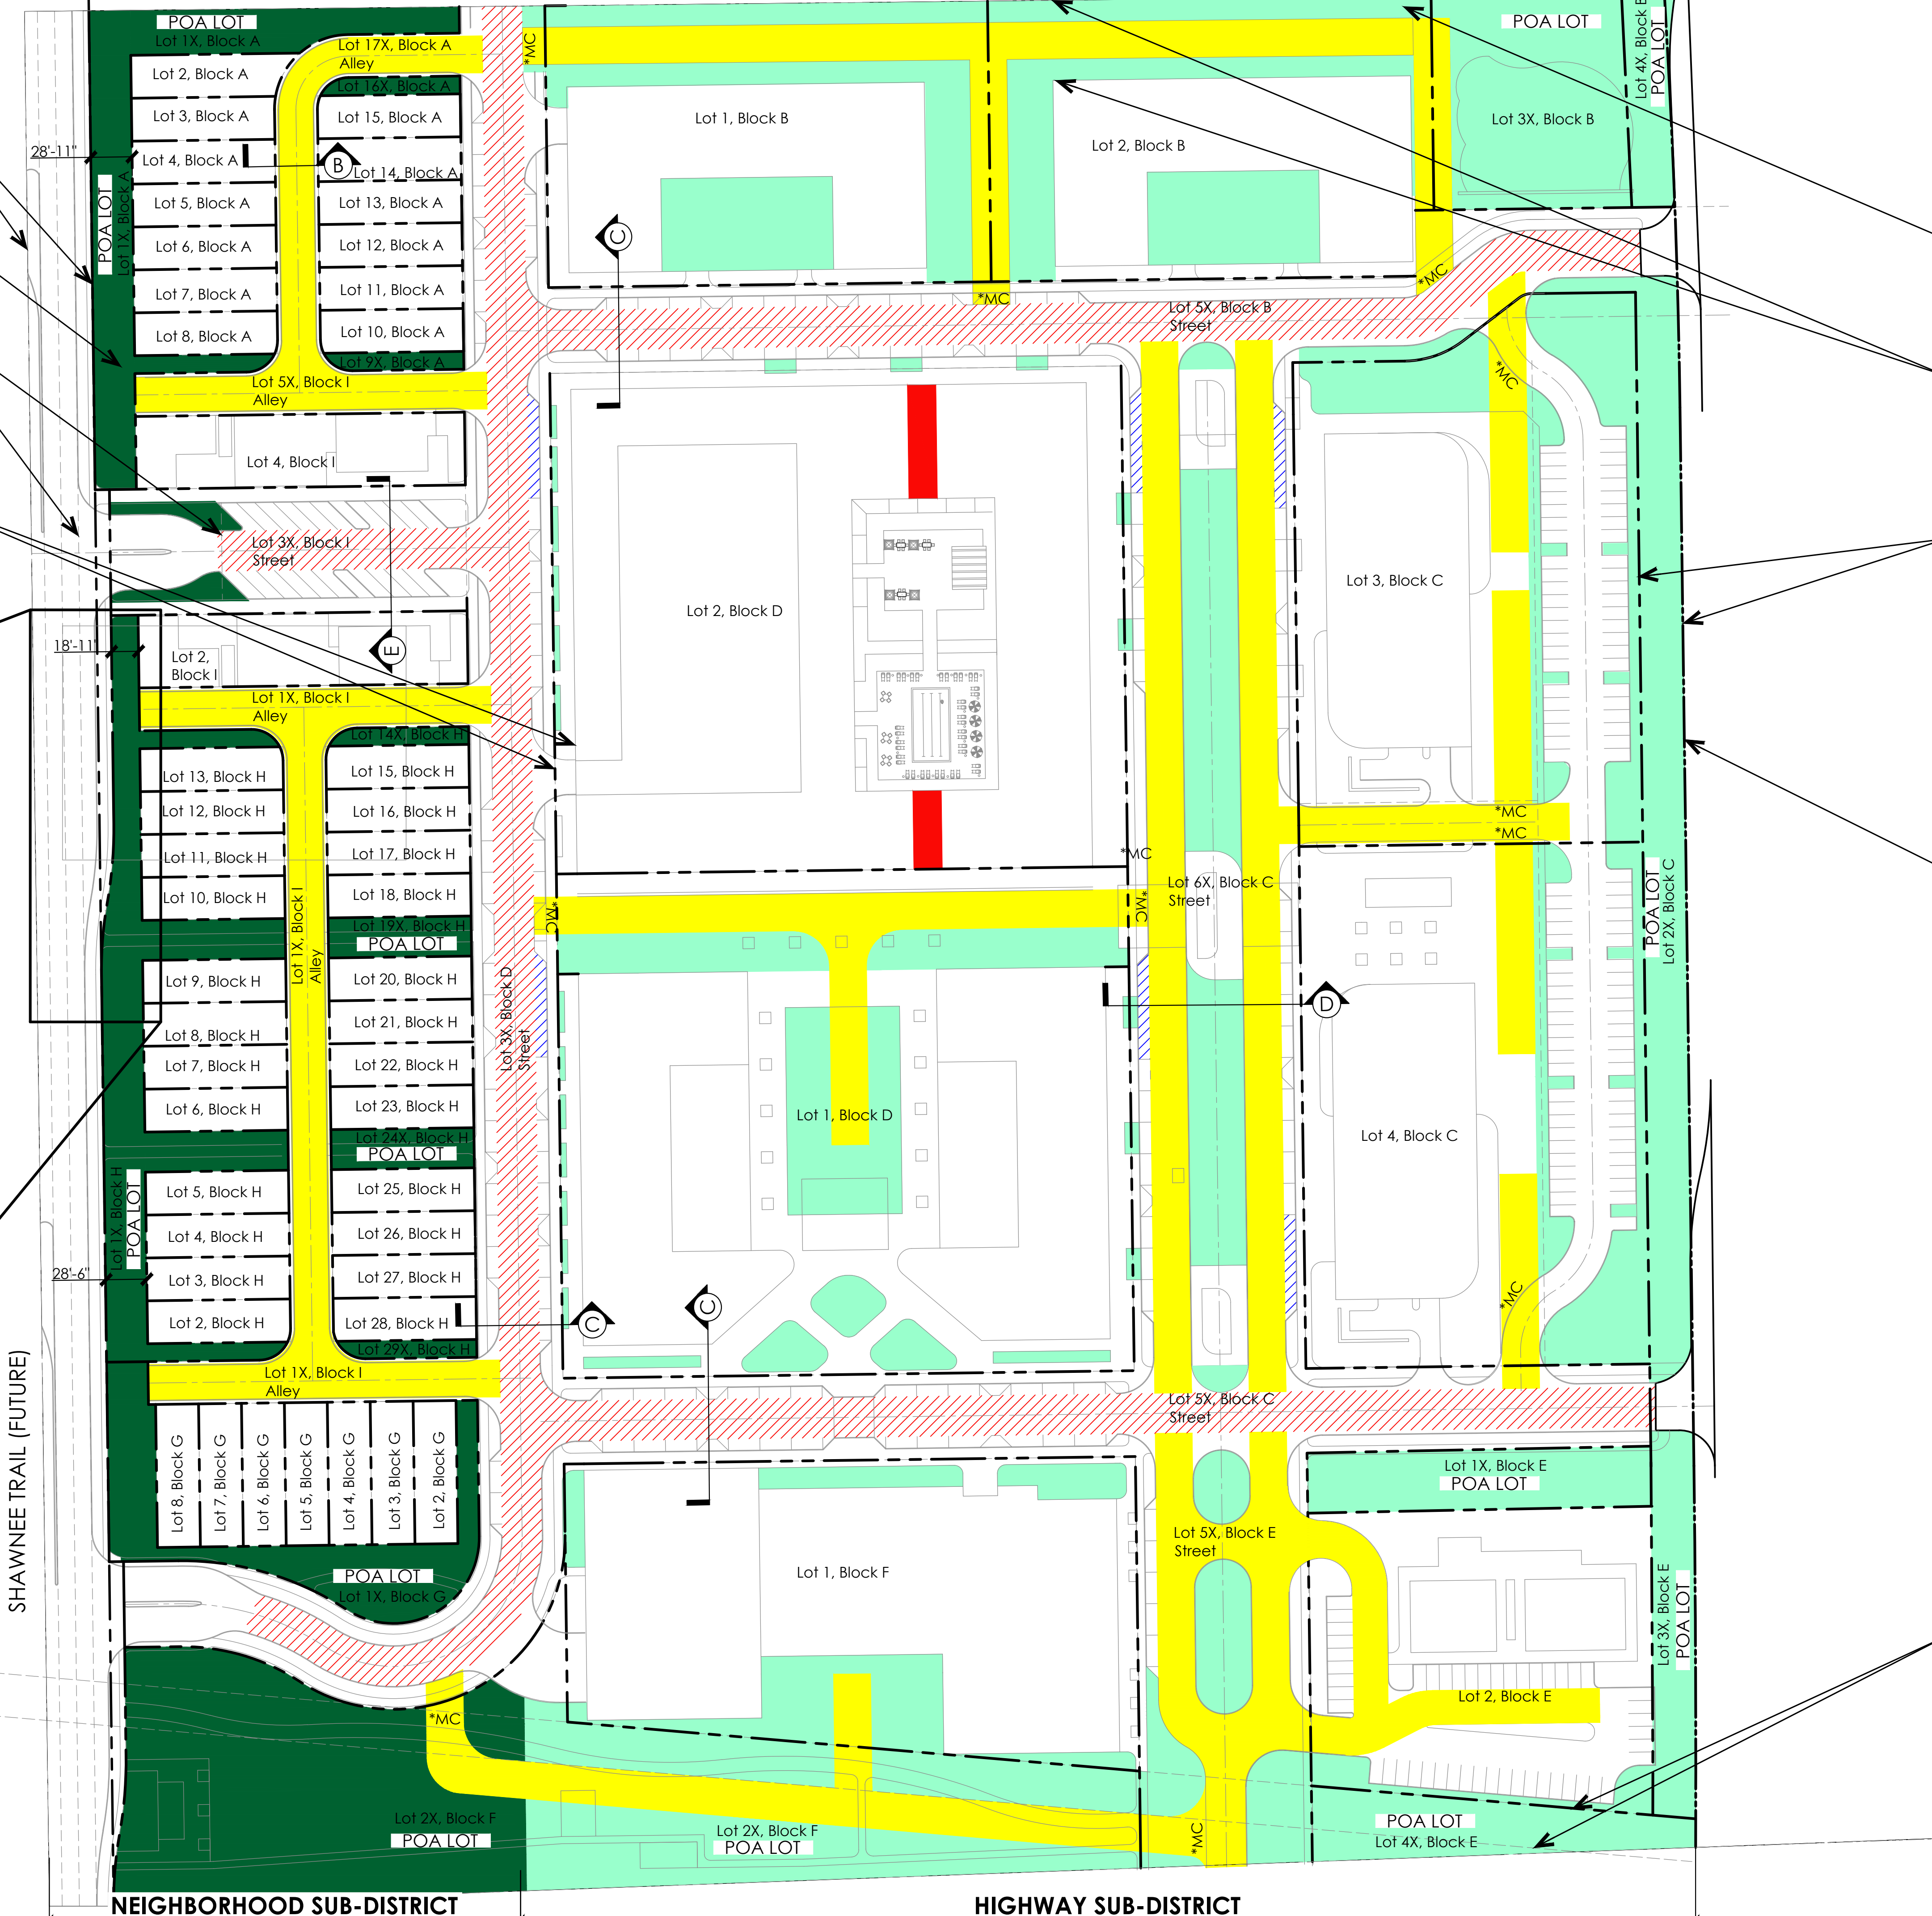 POA LOT
Lot 1X, Block A
Lot 17X, Block A
Alley
*MC
POA LOT
Lot 4X, Block B
POA LOT
Lot 2, Block A
Lot 16X, Block A
Lot 3, Block A
Lot 15, Block A
Lot 1, Block B
Lot 2, Block B
Lot 3X, Block B
28'-11"
Lot 4, Block A
B
Lot 14, Block A
POA LOT
Lot 1X, Block A
Lot 5, Block A
Lot 13, Block A
Lot 6, Block A
Lot 12, Block A
C
Lot 7, Block A
Lot 11, Block A
*MC
*MC
Lot 5X, Block B
Street
Lot 8, Block A
Lot 10, Block A
Lot 9X, Block A
Lot 5X, Block I
Alley
*MC
Lot 4, Block I
Lot 3X, Block I
Street
Lot 2, Block D
Lot 3, Block C
18'-11"
E
Lot 2,
Block I
Lot 1X, Block I
Alley
Lot 14X, Block H
Lot 13, Block H
Lot 15, Block H
Lot 12, Block H
Lot 16, Block H
*MC
*MC
Lot 11, Block H
Lot 17, Block H
*MC
Lot 10, Block H
Lot 18, Block H
Lot 6X, Block C
Street
*MC
*MC
POA LOT
Lot 2X, Block C
Lot 19X, Block H
POA LOT
Lot 1X, Block I
Alley
Lot 9, Block H
Lot 20, Block H
Lot 3X, Block D
Street
D
Lot 8, Block H
Lot 21, Block H
Lot 7, Block H
Lot 22, Block H
Lot 6, Block H
Lot 23, Block H
Lot 1, Block D
Lot 4, Block C
Lot 24X, Block H
POA LOT
Lot 1X, Block H
POA LOT
Lot 5, Block H
Lot 25, Block H
Lot 4, Block H
Lot 26, Block H
28'-6"
Lot 3, Block H
Lot 27, Block H
*MC
Lot 2, Block H
Lot 28, Block H
C
C
Lot 29X, Block H
Lot 1X, Block I
Alley
Lot 5X, Block C
Street
SHAWNEE TRAIL (FUTURE)
Lot 8, Block G
Lot 7, Block G
Lot 6, Block G
Lot 5, Block G
Lot 4, Block G
Lot 3, Block G
Lot 2, Block G
Lot 1X, Block E
POA LOT
Lot 5X, Block E
Street
POA LOT
Lot 1X, Block G
Lot 1, Block F
Lot 3X, Block E
POA LOT
Lot 2, Block E
*MC
Lot 2X, Block F
POA LOT
Lot 2X, Block F
POA LOT
*MC
POA LOT
Lot 4X, Block E
NEIGHBORHOOD SUB-DISTRICT
HIGHWAY SUB-DISTRICT